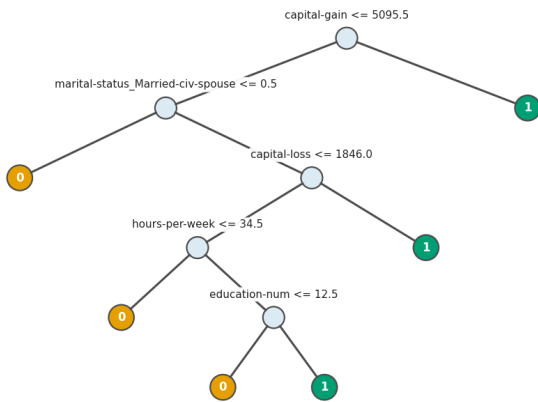 capital-gain <= 5095.5
marital-status_Married-civ-spouse <= 0.5
1
capital-loss <= 1846.0
0
hours-per-week <= 34.5
1
education-num <= 12.5
0
0
1